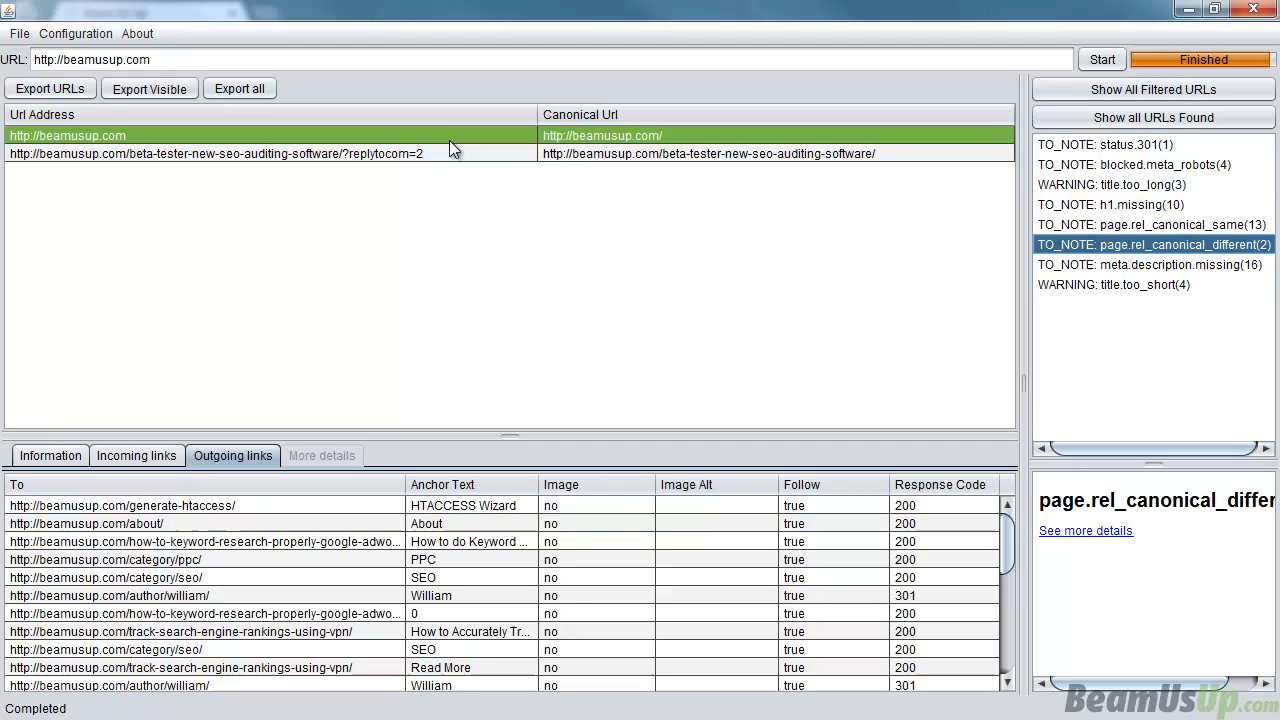 File Configuration About
URL: http://beamusup.com Start Finished
Export URLs Export Visible Export all
Url Address Canonical Url
http://beamusup.com http://beamusup.com/
http://beamusup.com/beta-tester-new-seo-auditing-software/?replytocom=2 http://beamusup.com/beta-tester-new-seo-auditing-software/
Show All Filtered URLs
Show all URLs Found
TO_NOTE: status.301(1)
TO_NOTE: blocked.meta_robots(4)
WARNING: title.too_long(3)
TO_NOTE: h1.missing(10)
TO_NOTE: page.rel_canonical_same(13)
TO_NOTE: page.rel_canonical_different(2)
TO_NOTE: meta.description.missing(16)
WARNING: title.too_short(4)
Information Incoming links Outgoing links More details
To Anchor Text Image Image Alt Follow Response Code
http://beamusup.com/generate-htaccess/ HTACCESS Wizard no true 200
http://beamusup.com/about/ About no true 200
http://beamusup.com/how-to-keyword-research-properly-google-adwo... How to do Keyword ... no true 200
http://beamusup.com/category/ppc/ PPC no true 200
http://beamusup.com/category/seo/ SEO no true 200
http://beamusup.com/author/william/ William no true 301
http://beamusup.com/how-to-keyword-research-properly-google-adwo... 0 no true 200
http://beamusup.com/track-search-engine-rankings-using-vpn/ How to Accurately Tr... no true 200
http://beamusup.com/category/seo/ SEO no true 200
http://beamusup.com/track-search-engine-rankings-using-vpn/ Read More no true 200
http://beamusup.com/author/william/ William no true 301
page.rel_canonical_differ
See more details
Completed
BeamUsUp.com